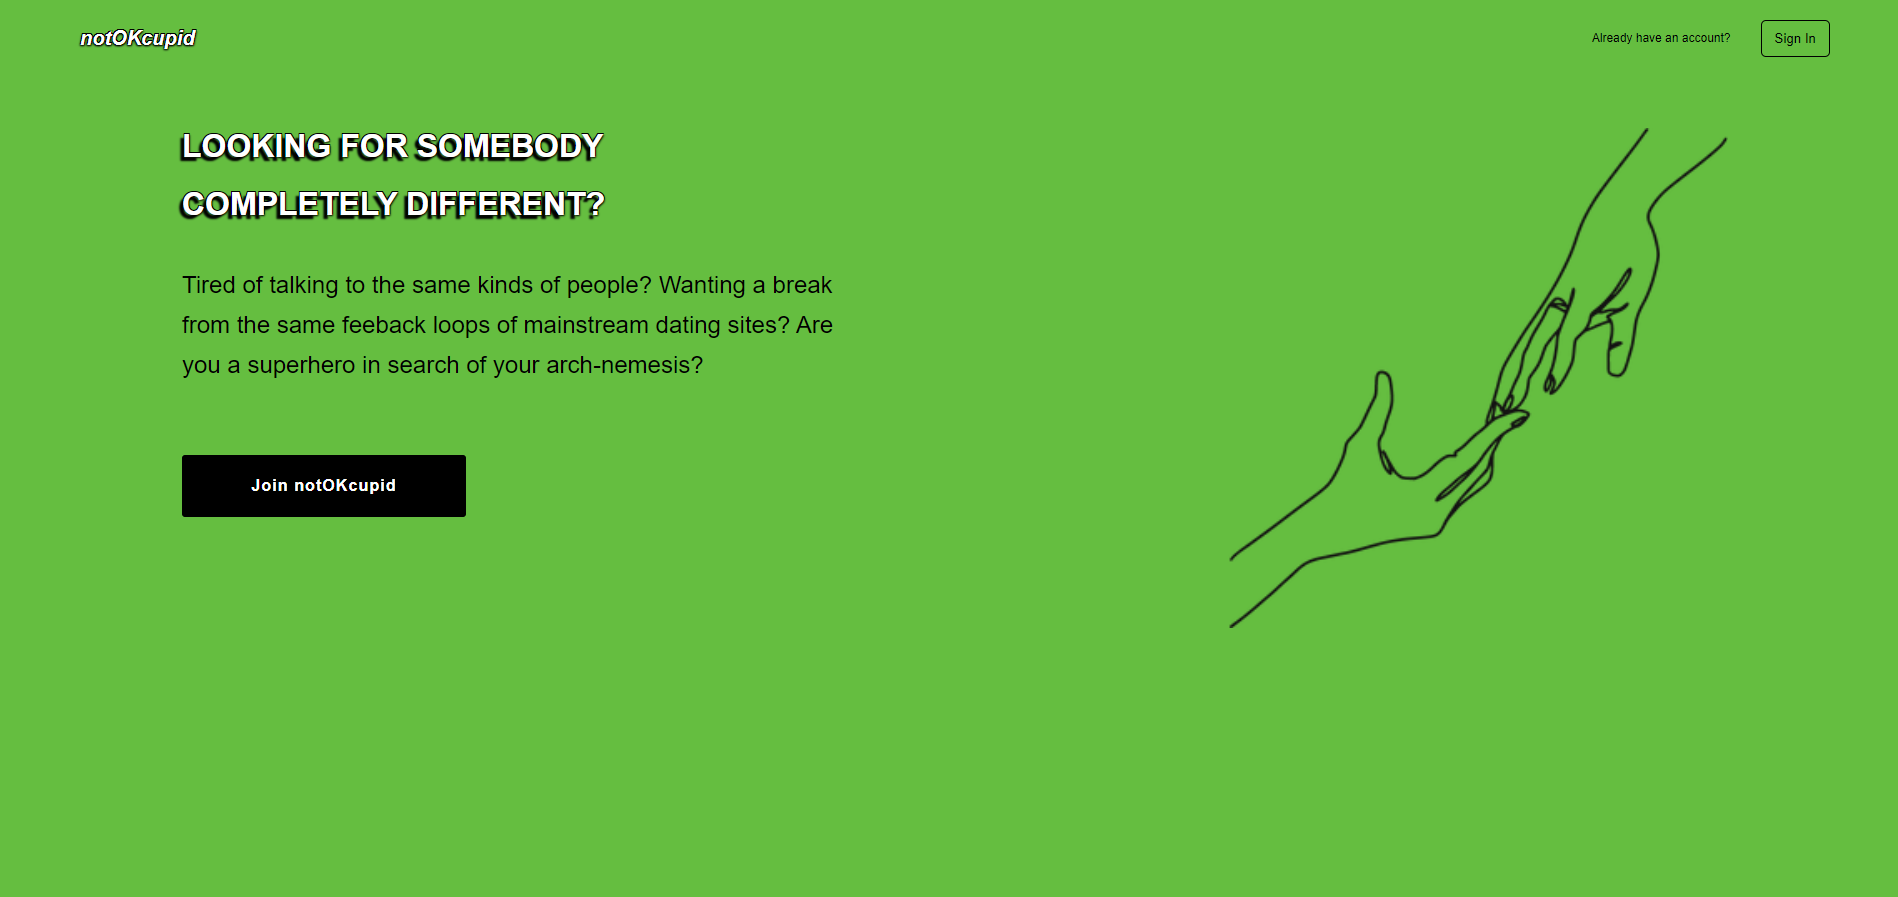 notOKcupid
Already have an account?
Sign In
LOOKING FOR SOMEBODY
COMPLETELY DIFFERENT?
Tired of talking to the same kinds of people? Wanting a break
from the same feeback loops of mainstream dating sites? Are
you a superhero in search of your arch-nemesis?
Join notOKcupid